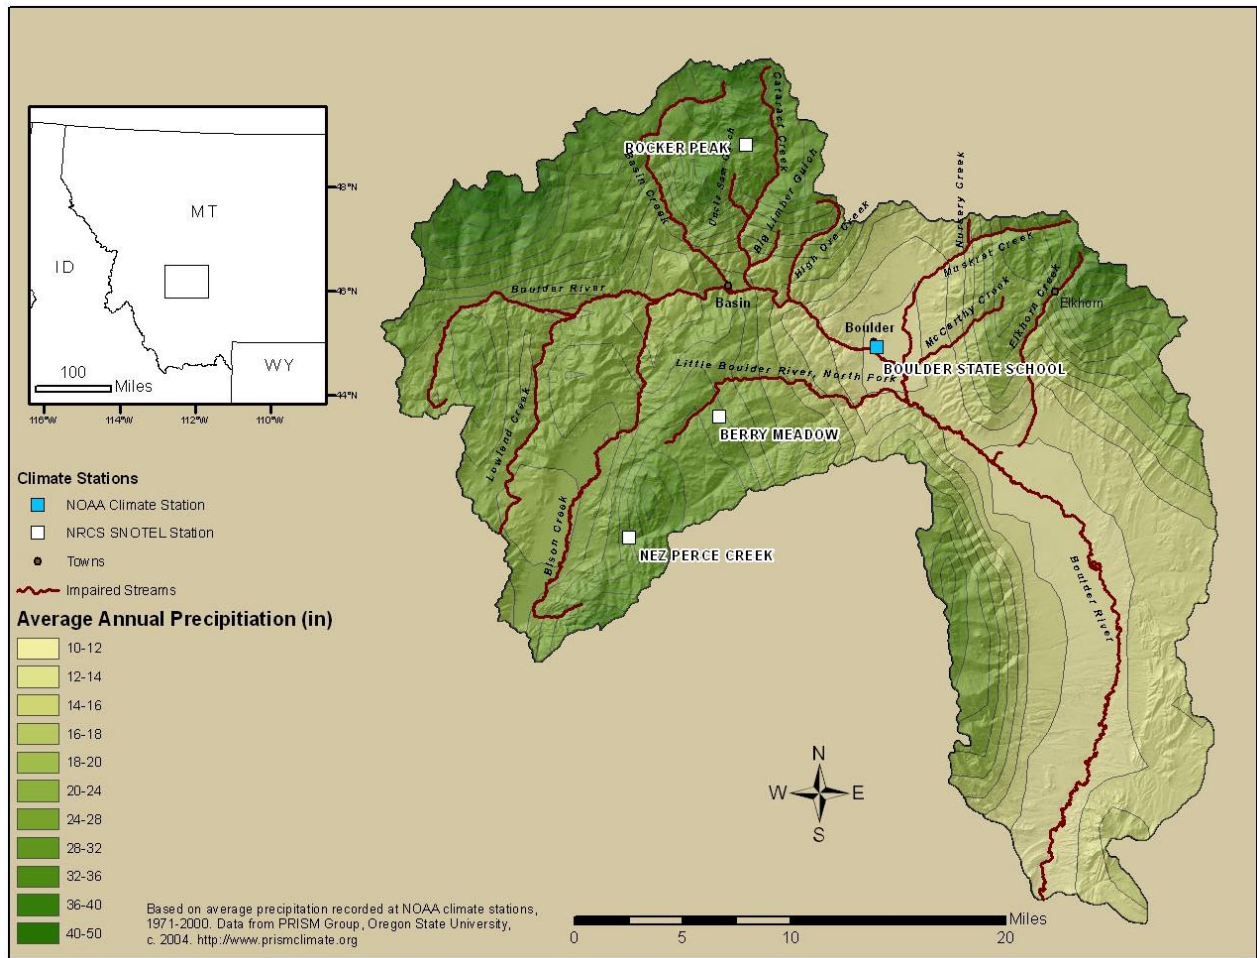 MT
ID
WY
48°N
46°N
44°N
100
Miles
116°W
114°W
112°W
110°W
Climate Stations
NOAA Climate Station
NRCS SNOTEL Station
Towns
Impaired Streams
Average Annual Precipitiation (in)
10-12
12-14
14-16
16-18
18-20
20-24
24-28
28-32
32-36
36-40
40-50
Based on average precipitation recorded at NOAA climate stations,
1971-2000. Data from PRISM Group, Oregon State University,
c. 2004. http://www.prismclimate.org
ROCKER PEAK
Cataract Creek
Basin Creek
Uncle Sam Gulch
Big Limber Gulch
High Ore Creek
Nursery Creek
Muskrat Creek
McCarthy Creek
Elkhorn Creek
Elkhorn
Boulder River
Basin
Boulder
BOULDER STATE SCHOOL
Little Boulder River, North Fork
BERRY MEADOW
Lowland Creek
Bison Creek
NEZ PERCE CREEK
Boulder River
N
W
E
S
Miles
0
5
10
20